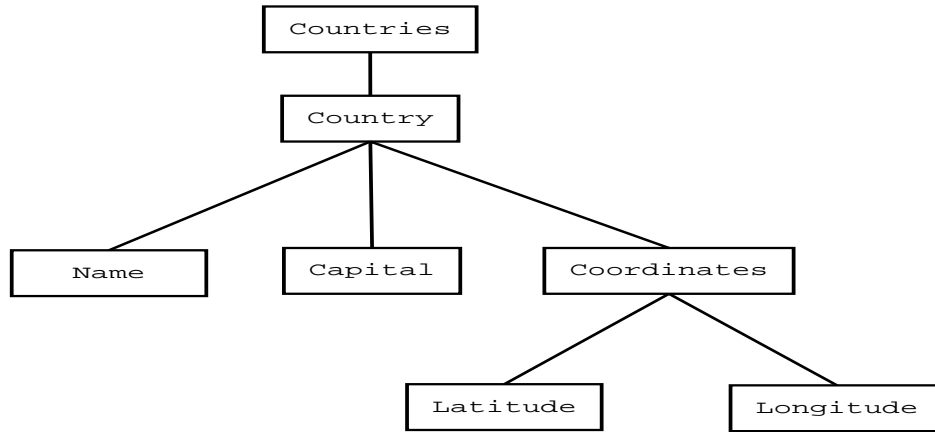 Countries
Country
Name
Capital
Coordinates
Latitude
Longitude